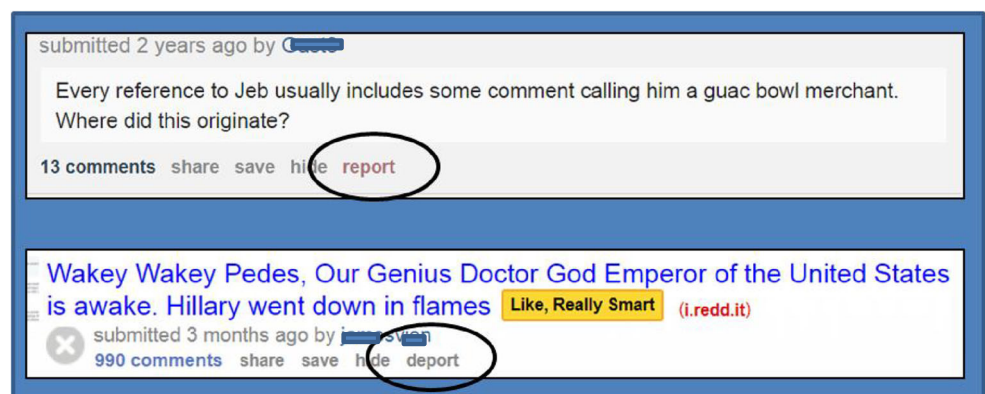 submitted 2 years ago by
Every reference to Jeb usually includes some comment calling him a guac bowl merchant.
Where did this originate?
13 comments share save hide report
Wakey Wakey Pedes, Our Genius Doctor God Emperor of the United States
is awake. Hillary went down in flames Like, Really Smart (i.redd.it)
submitted 3 months ago by
990 comments share save hide deport